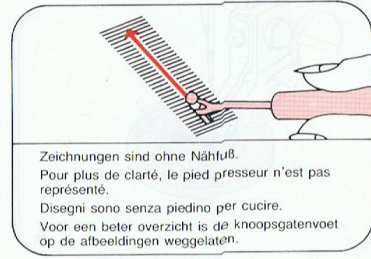 Zeichnungen sind ohne Nähfuß.
Pour plus de clarté, le pied presseur n'est pas
représenté.
Disegni sono senza piedino per cucire.
Voor een beter overzicht is de knoopsgatenvoet
op de afbeeldingen weggelaten.